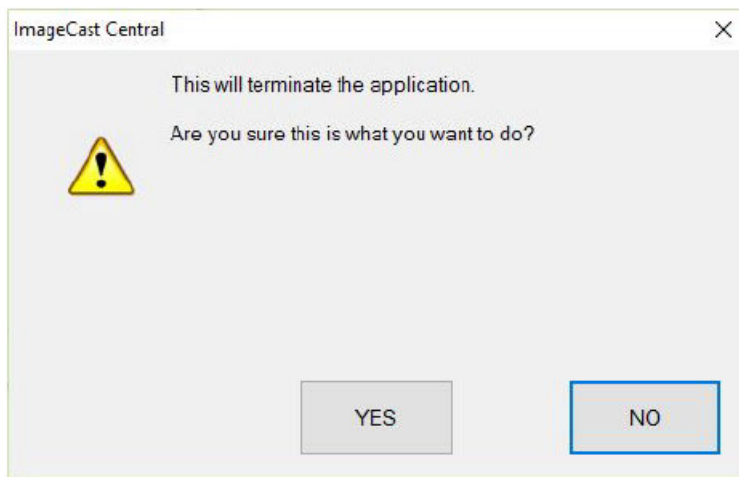 ImageCast Central
This will terminate the application.
Are you sure this is what you want to do?
YES
NO